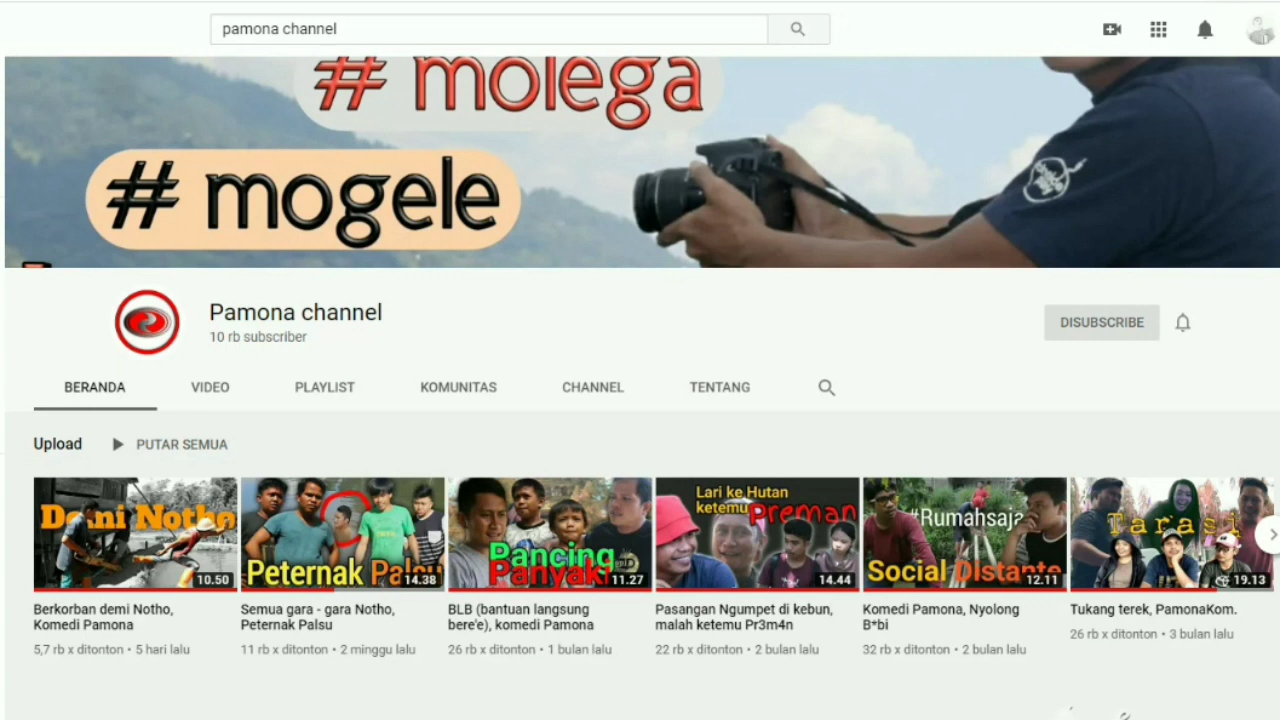 pamona channel
# molega
# mogele
Pamona channel
10 rb subscriber
DISUBSCRIBE
BERANDA VIDEO PLAYLIST KOMUNITAS CHANNEL TENTANG
Upload PUTAR SEMUA
Demi Notho
10.50
Berkorban demi Notho,
Komedi Pamona
5,7 rb x ditonton • 5 hari lalu
Peternak Palsu
14.38
Semua gara - gara Notho,
Peternak Palsu
11 rb x ditonton • 2 minggu lalu
Pancing
Panyaki
11.27
BLB (bantuan langsung
bere'e), komedi Pamona
26 rb x ditonton • 1 bulan lalu
Lari ke Hutan
ketemu Preman
14.44
Pasangan Ngumpet di kebun,
malah ketemu Pr3m4n
22 rb x ditonton • 2 bulan lalu
#Rumahsaja
Social Distante
12.11
Komedi Pamona, Nyolong
B*bi
32 rb x ditonton • 2 bulan lalu
Tarasi
19.13
Tukang terek, PamonaKom.
26 rb x ditonton • 3 bulan lalu